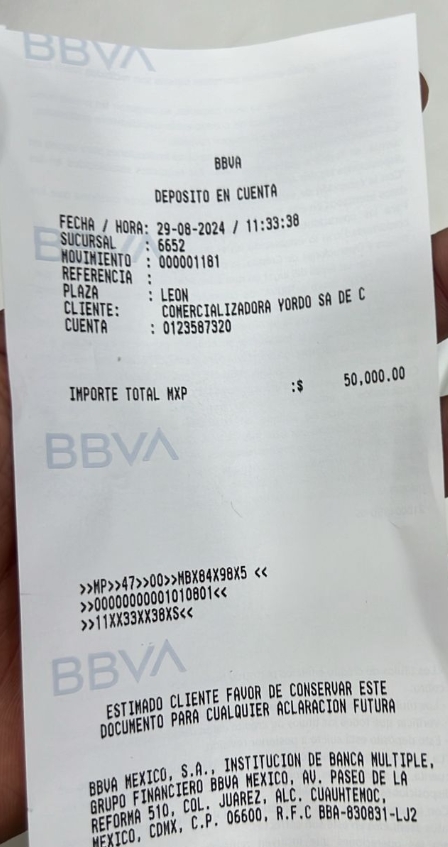 BBVA
BBVA
DEPOSITO EN CUENTA
FECHA / HORA: 29-08-2024 / 11:33:38
SUCURSAL : 6652
MOVIMIENTO : 000001181
REFERENCIA :
PLAZA : LEON
CLIENTE: COMERCIALIZADORA YORDO SA DE C
CUENTA : 0123587320
IMPORTE TOTAL MXP :$ 50,000.00
BBVA
>>MP>>47>>00>>MBX84X98X5 <<
>>00000000001010801<<
>>11XX33XX38XS<<
BBVA
ESTIMADO CLIENTE FAVOR DE CONSERVAR ESTE
DOCUMENTO PARA CUALQUIER ACLARACION FUTURA
BBVA MEXICO, S.A., INSTITUCION DE BANCA MULTIPLE,
GRUPO FINANCIERO BBVA MEXICO, AV. PASEO DE LA
REFORMA 510, COL. JUAREZ, ALC. CUAUHTEMOC,
MEXICO, CDMX, C.P. 06600, R.F.C BBA-830831-LJ2